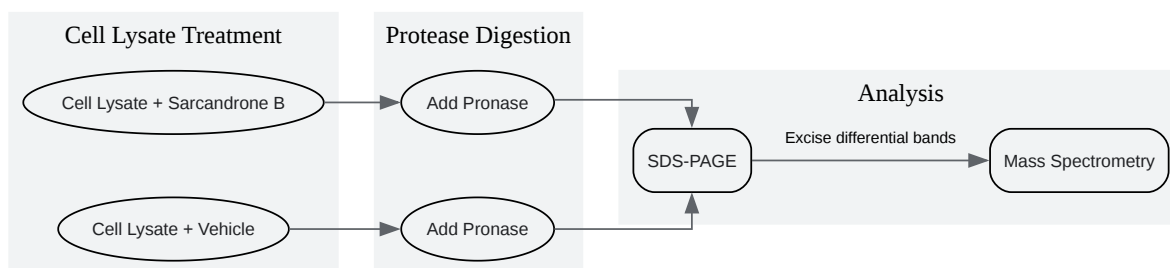 Cell Lysate Treatment
Protease Digestion
Analysis
Cell Lysate + Sarcandrone B
Add Pronase
SDS-PAGE
Excise differential bands
Mass Spectrometry
Cell Lysate + Vehicle
Add Pronase